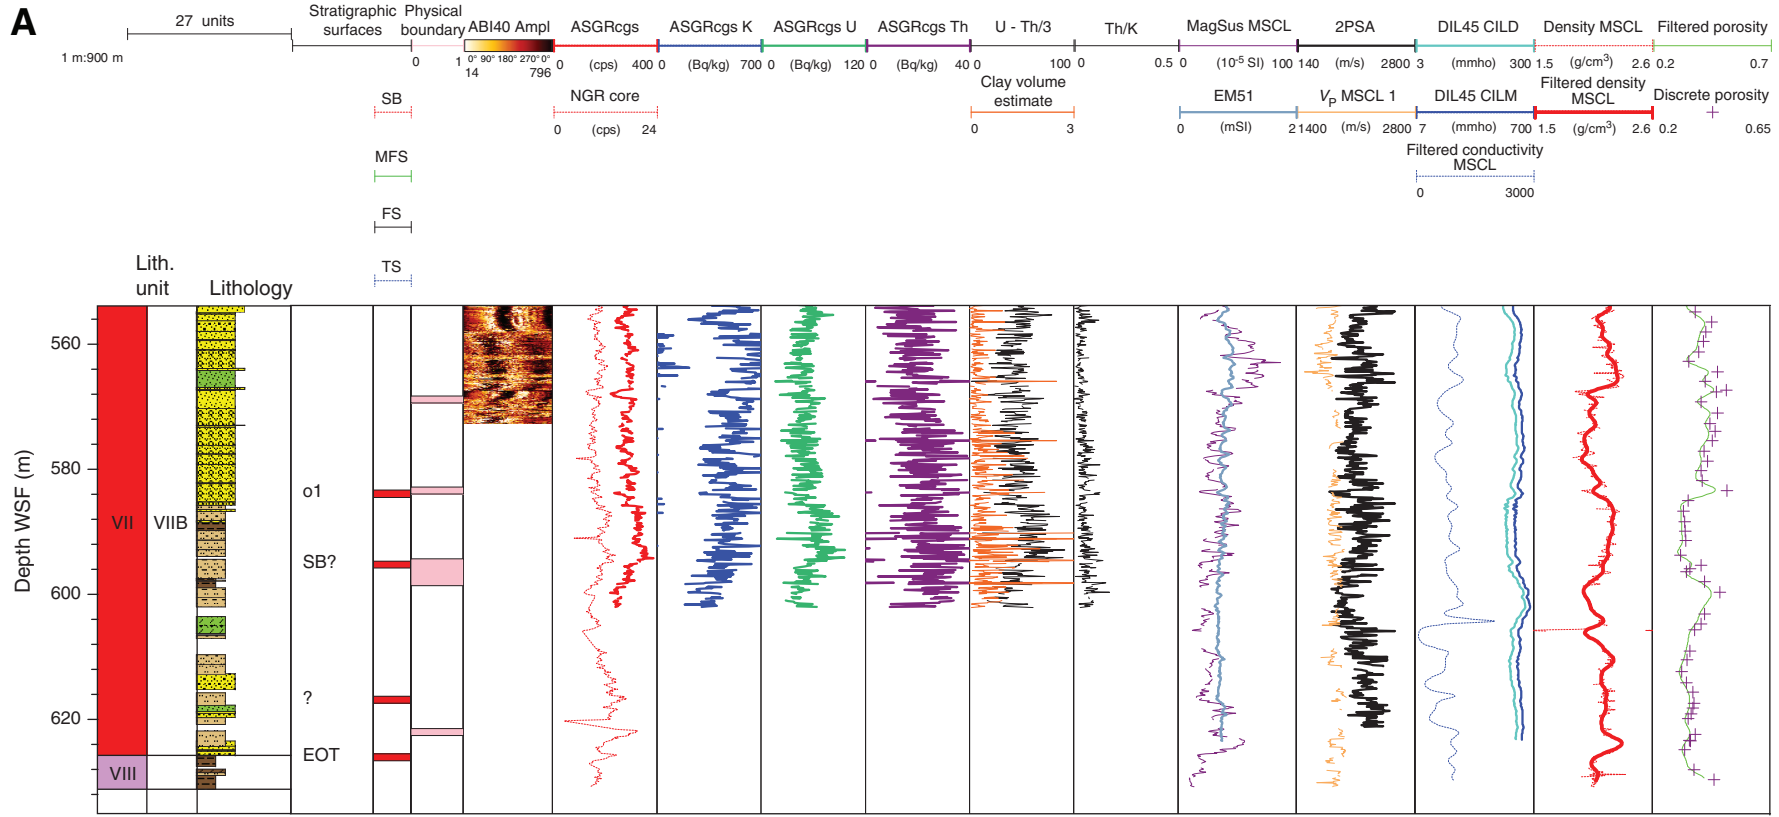 A
27 units
Stratigraphic surfaces
Physical boundary
ABI40 Ampl
ASGRcgs
ASGRcgs K
ASGRcgs U
ASGRcgs Th
U - Th/3
Th/K
MagSus MSCL
2PSA
DIL45 CILD
Density MSCL
Filtered porosity
1 m:900 m
0 1
0° 90° 180° 270° 0°
14 796
0 (cps) 400
0 (Bq/kg) 700
0 (Bq/kg) 120
0 (Bq/kg) 40
0 100
0 0.5
0 (10-5 SI) 100
140 (m/s) 2800
3 (mmho) 300
1.5 (g/cm3) 2.6
0.2 0.7
SB
NGR core
Clay volume estimate
EM51
VP MSCL 1
DIL45 CILM
Filtered density MSCL
Discrete porosity
0 (cps) 24
0 3
0 (mSI) 2
1400 (m/s) 2800
7 (mmho) 700
1.5 (g/cm3) 2.6
0.2 0.65
MFS
Filtered conductivity MSCL
0 3000
FS
TS
Lith. unit
Lithology
Depth WSF (m)
560
580
600
620
VII
VIIB
VIII
o1
SB?
?
EOT